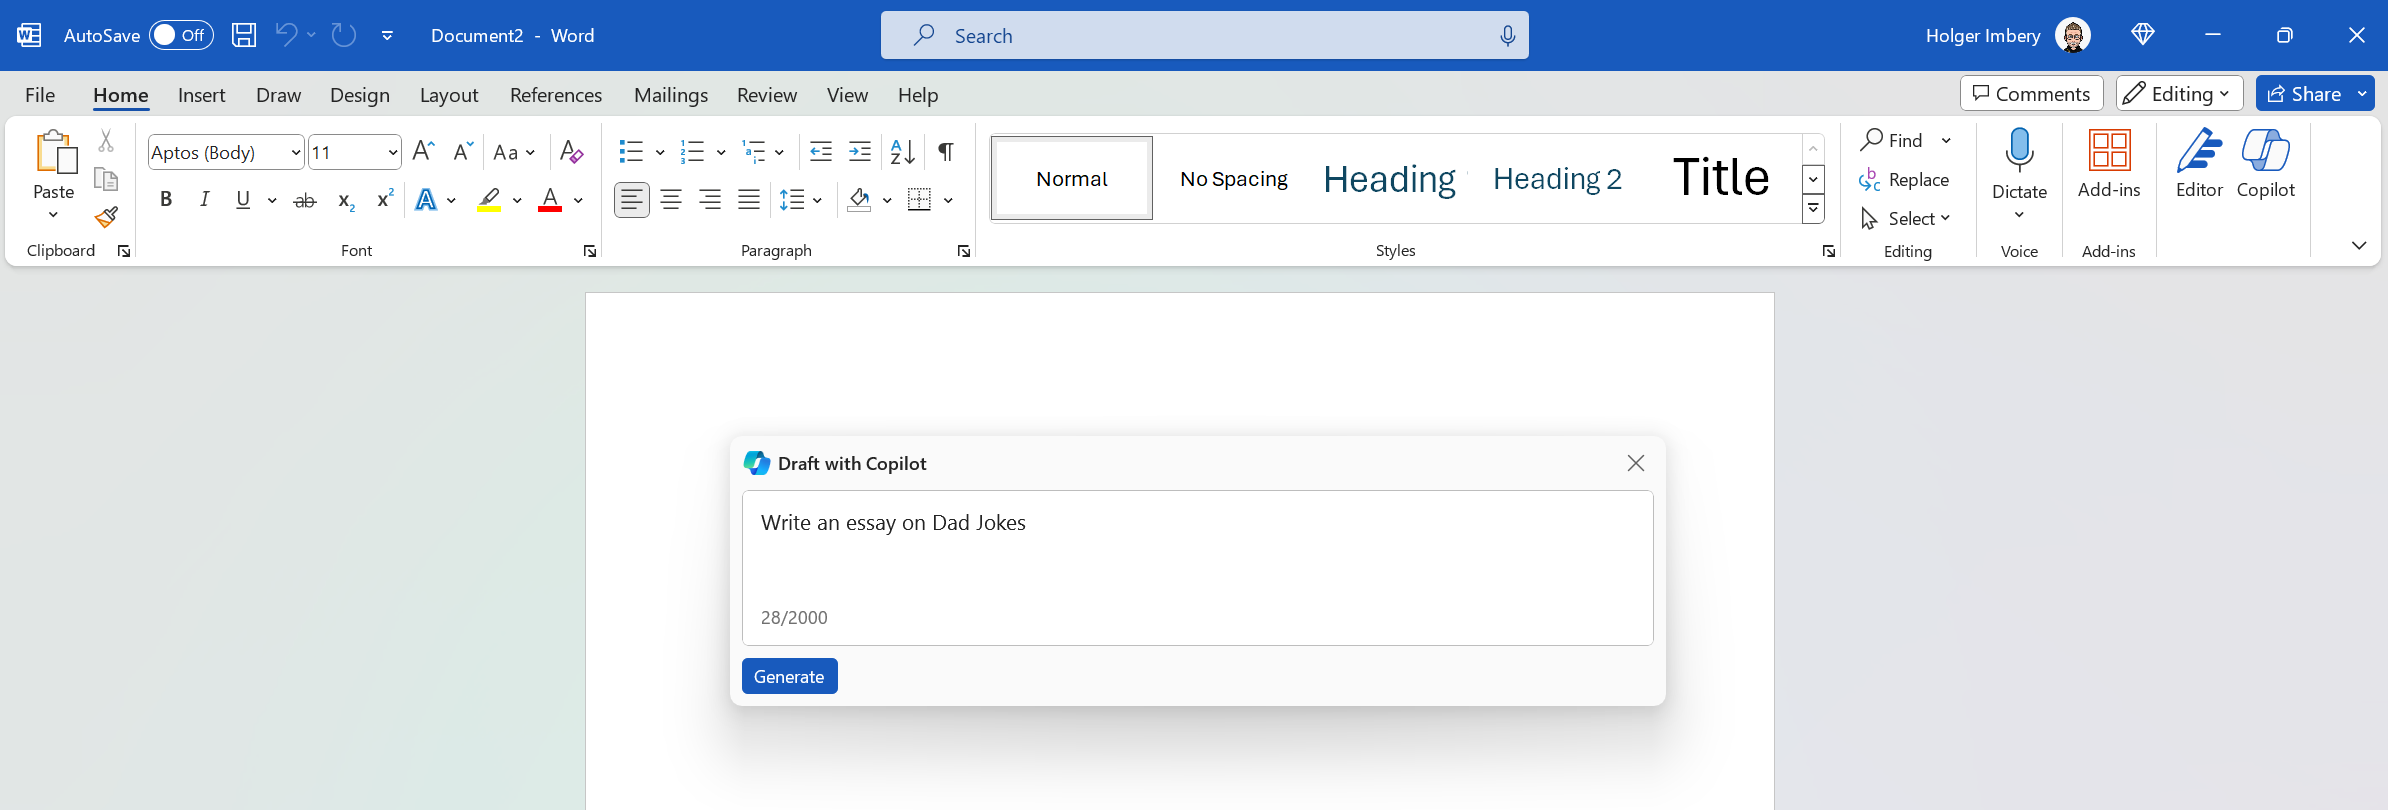 AutoSave Off Document2 - Word Search Holger Imbery
File Home Insert Draw Design Layout References Mailings Review View Help Comments Editing Share
Paste
Clipboard
Aptos (Body) 11 Aa
B I U ab x2 x2 A A
Font
Paragraph
Normal No Spacing Heading Heading 2 Title
Styles
Find
Replace
Select
Editing
Dictate
Voice
Add-ins
Add-ins
Editor Copilot
Draft with Copilot
Write an essay on Dad Jokes
28/2000
Generate